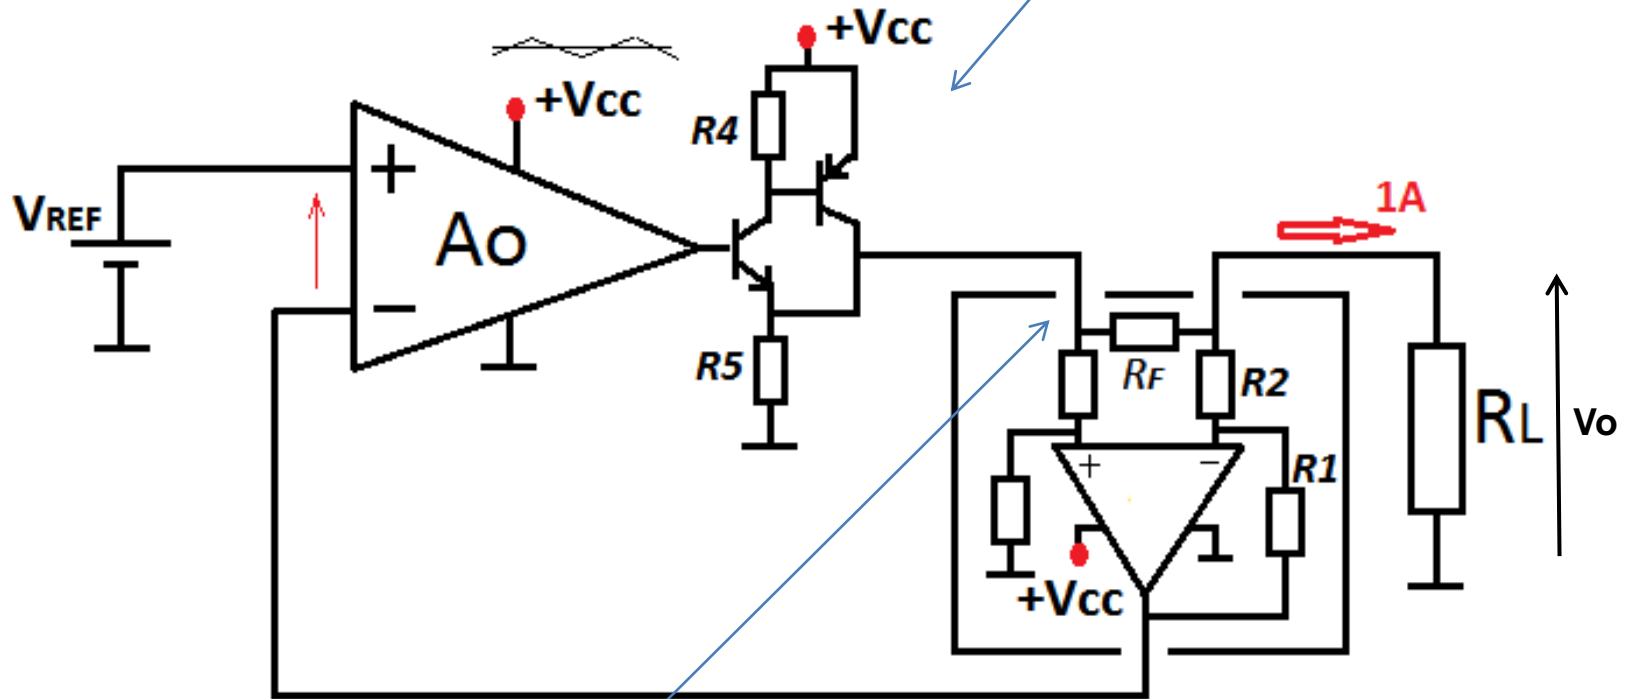 +Vcc
+Vcc
R4
1A
VREF
+
Ao
−
R5
RF
R2
RL
Vo
+
−
R1
+Vcc